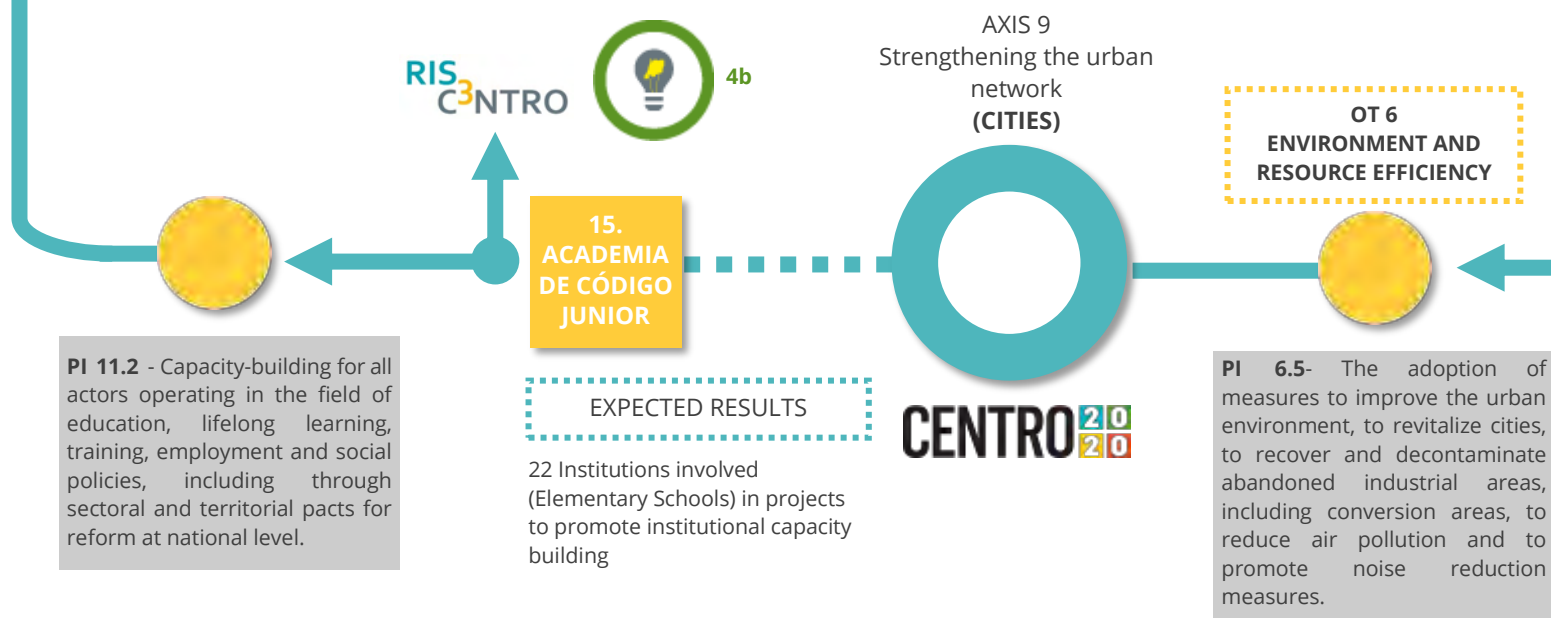 RIS3
C3NTRO
4b
AXIS 9
Strengthening the urban
network
(CITIES)
OT 6
ENVIRONMENT AND
RESOURCE EFFICIENCY
15.
ACADEMIA
DE CÓDIGO
JUNIOR
PI 11.2 - Capacity-building for all
actors operating in the field of
education, lifelong learning,
training, employment and social
policies, including through
sectoral and territorial pacts for
reform at national level.
EXPECTED RESULTS
22 Institutions involved
(Elementary Schools) in projects
to promote institutional capacity
building
CENTRO 20
20
PI 6.5- The adoption of
measures to improve the urban
environment, to revitalize cities,
to recover and decontaminate
abandoned industrial areas,
including conversion areas, to
reduce air pollution and to
promote noise reduction
measures.